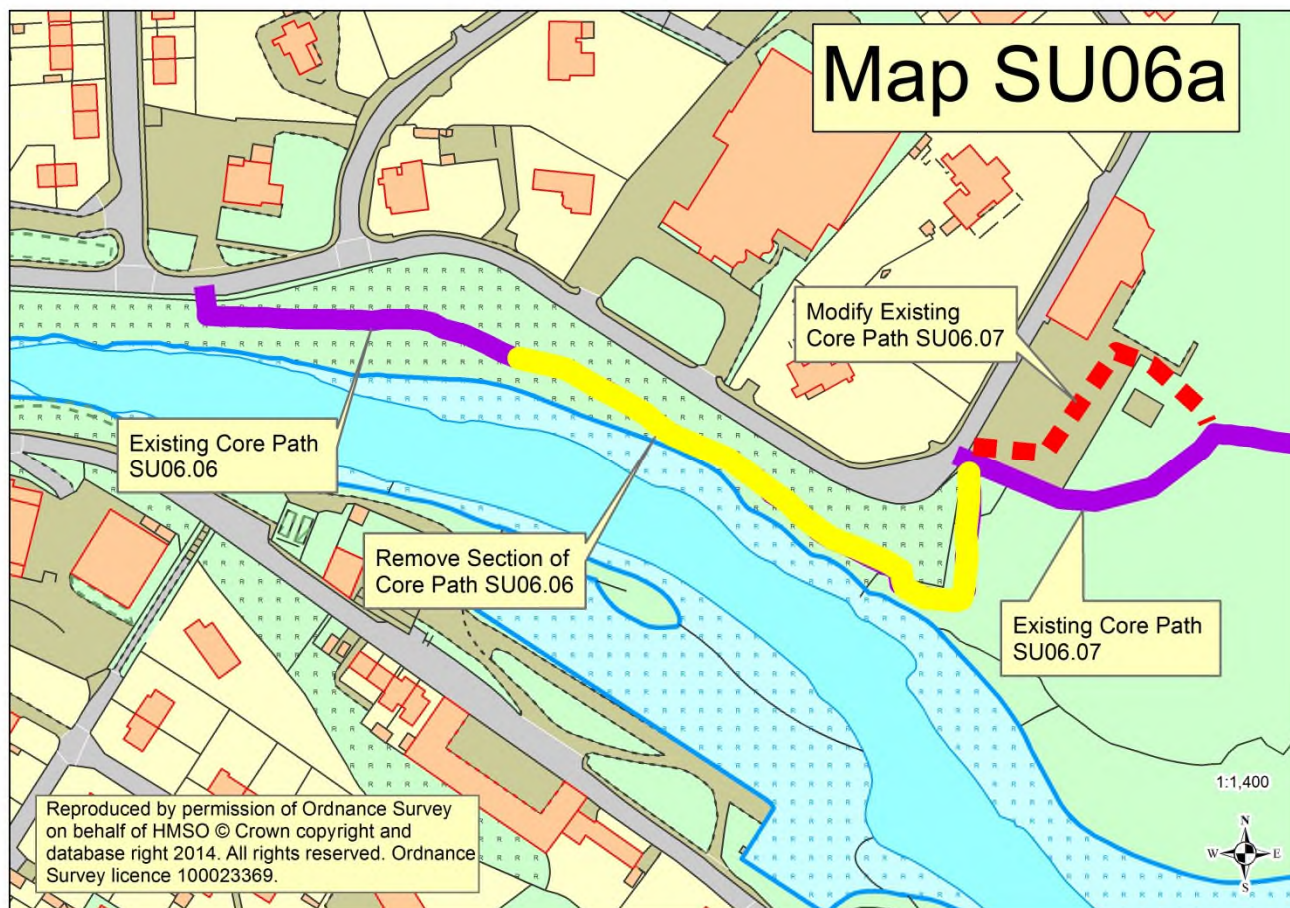 Map SU06a
Modify Existing
Core Path SU06.07
Existing Core Path
SU06.06
Remove Section of
Core Path SU06.06
Existing Core Path
SU06.07
1:1,400
N
W E
S
Reproduced by permission of Ordnance Survey
on behalf of HMSO © Crown copyright and
database right 2014. All rights reserved. Ordnance
Survey licence 100023369.